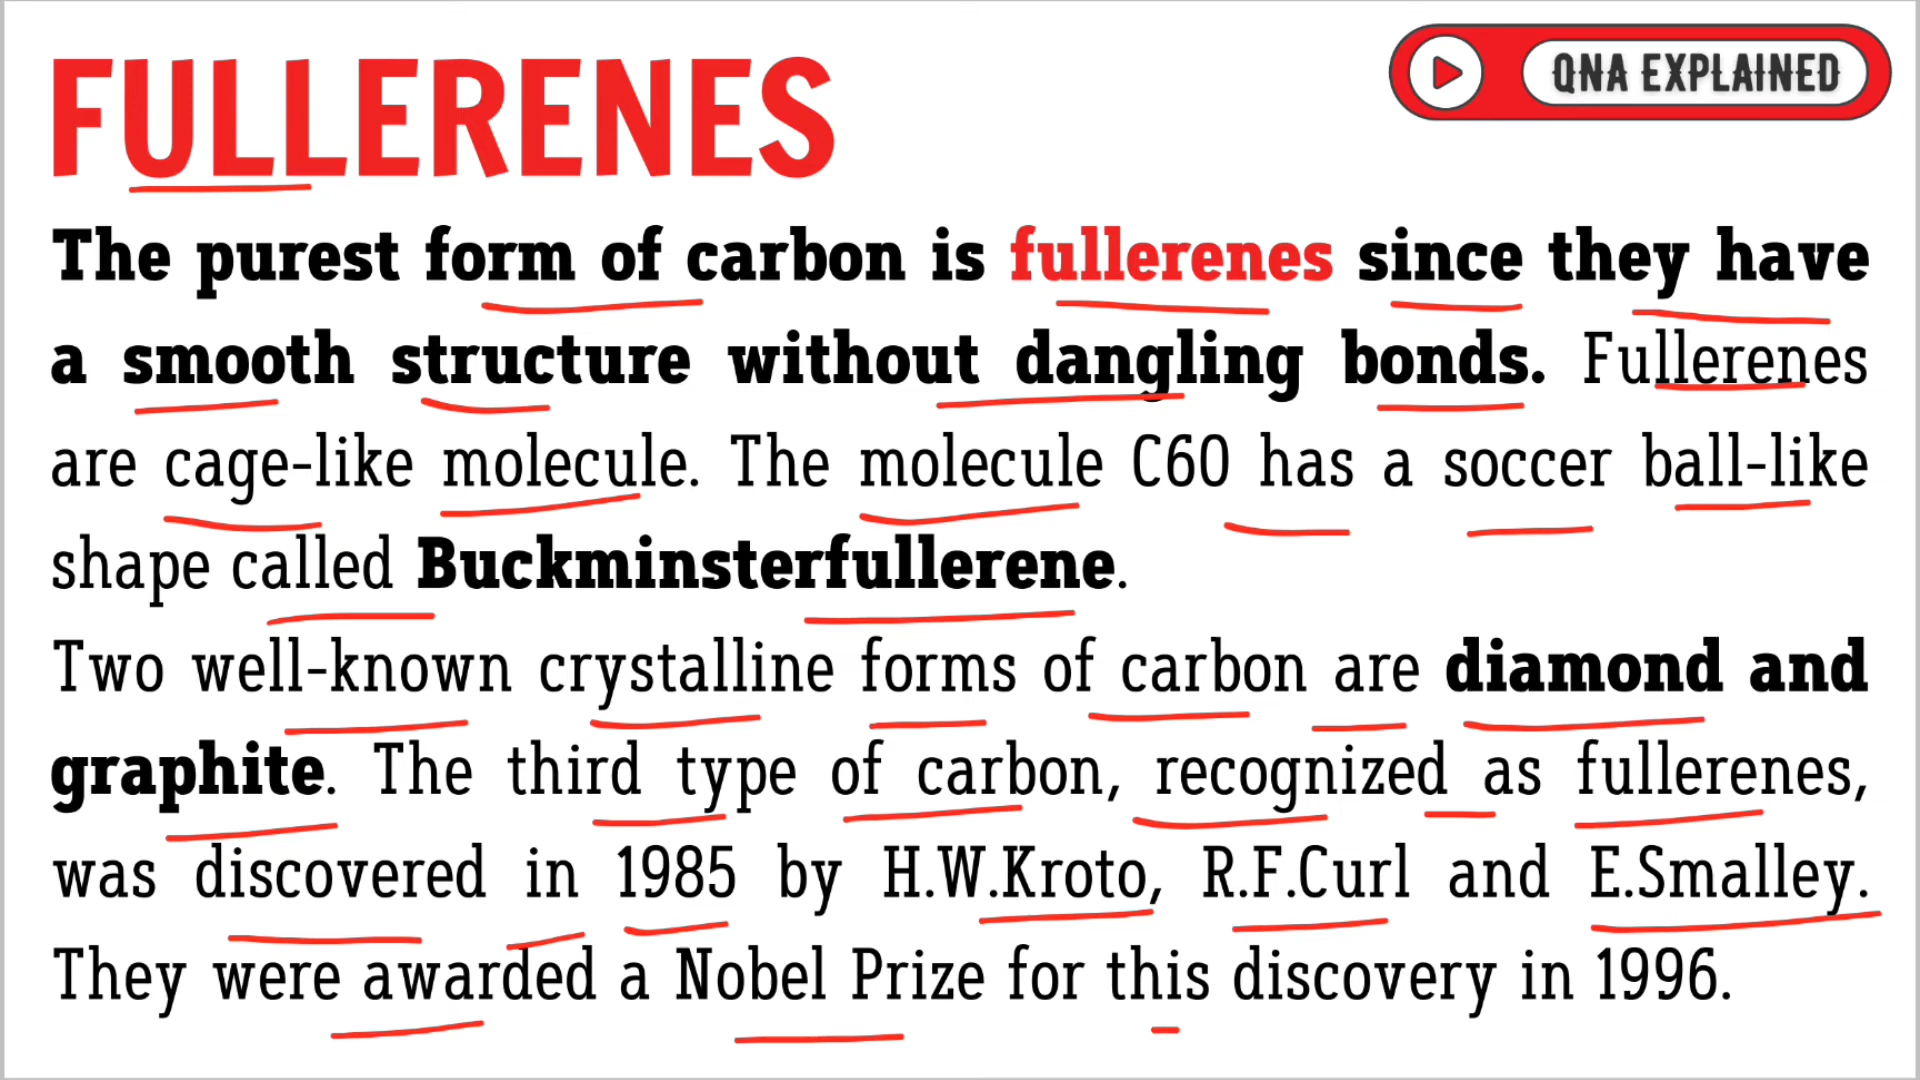 FULLERENES
QNA EXPLAINED
The purest form of carbon is fullerenes since they have
a smooth structure without dangling bonds. Fullerenes
are cage-like molecule. The molecule C60 has a soccer ball-like
shape called Buckminsterfullerene.
Two well-known crystalline forms of carbon are diamond and
graphite. The third type of carbon, recognized as fullerenes,
was discovered in 1985 by H.W.Kroto, R.F.Curl and E.Smalley.
They were awarded a Nobel Prize for this discovery in 1996.